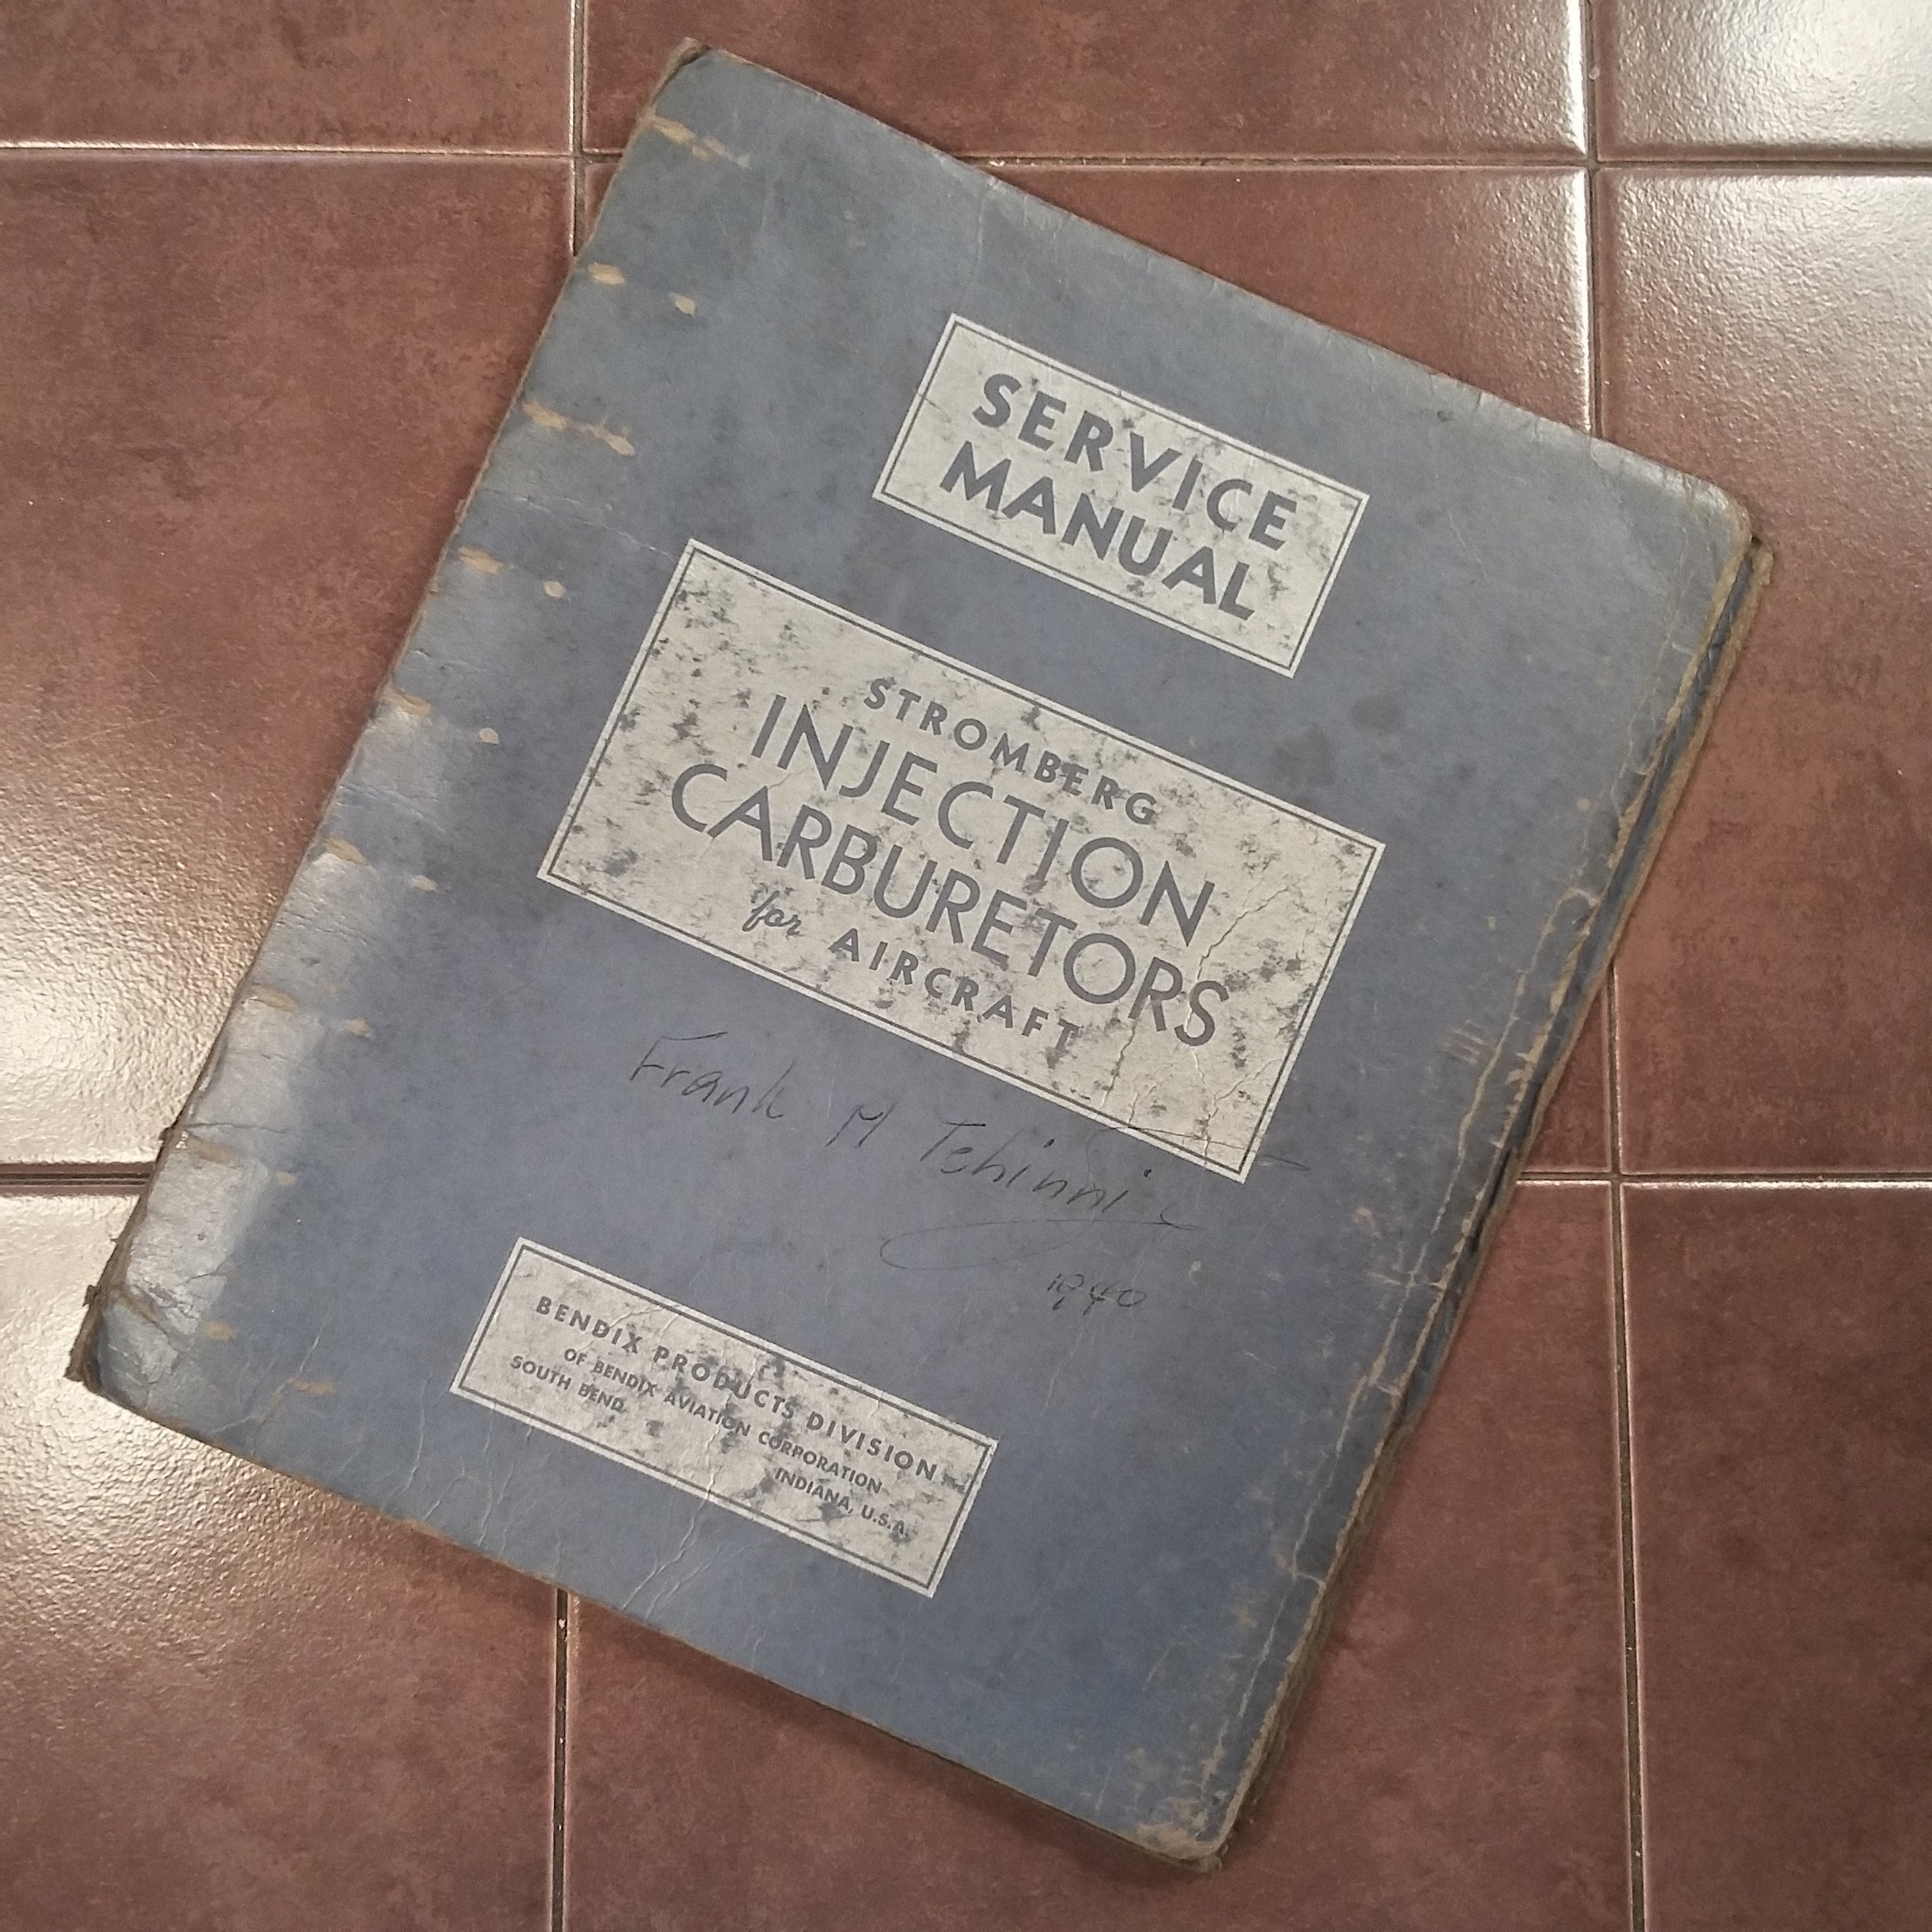 SERVICE
MANUAL
STROMBERG
INJECTION
CARBURETORS
for AIRCRAFT
Frank M
1940
BENDIX PRODUCTS DIVISION
OF BENDIX AVIATION CORPORATION
SOUTH BEND
INDIANA, U.S.A.